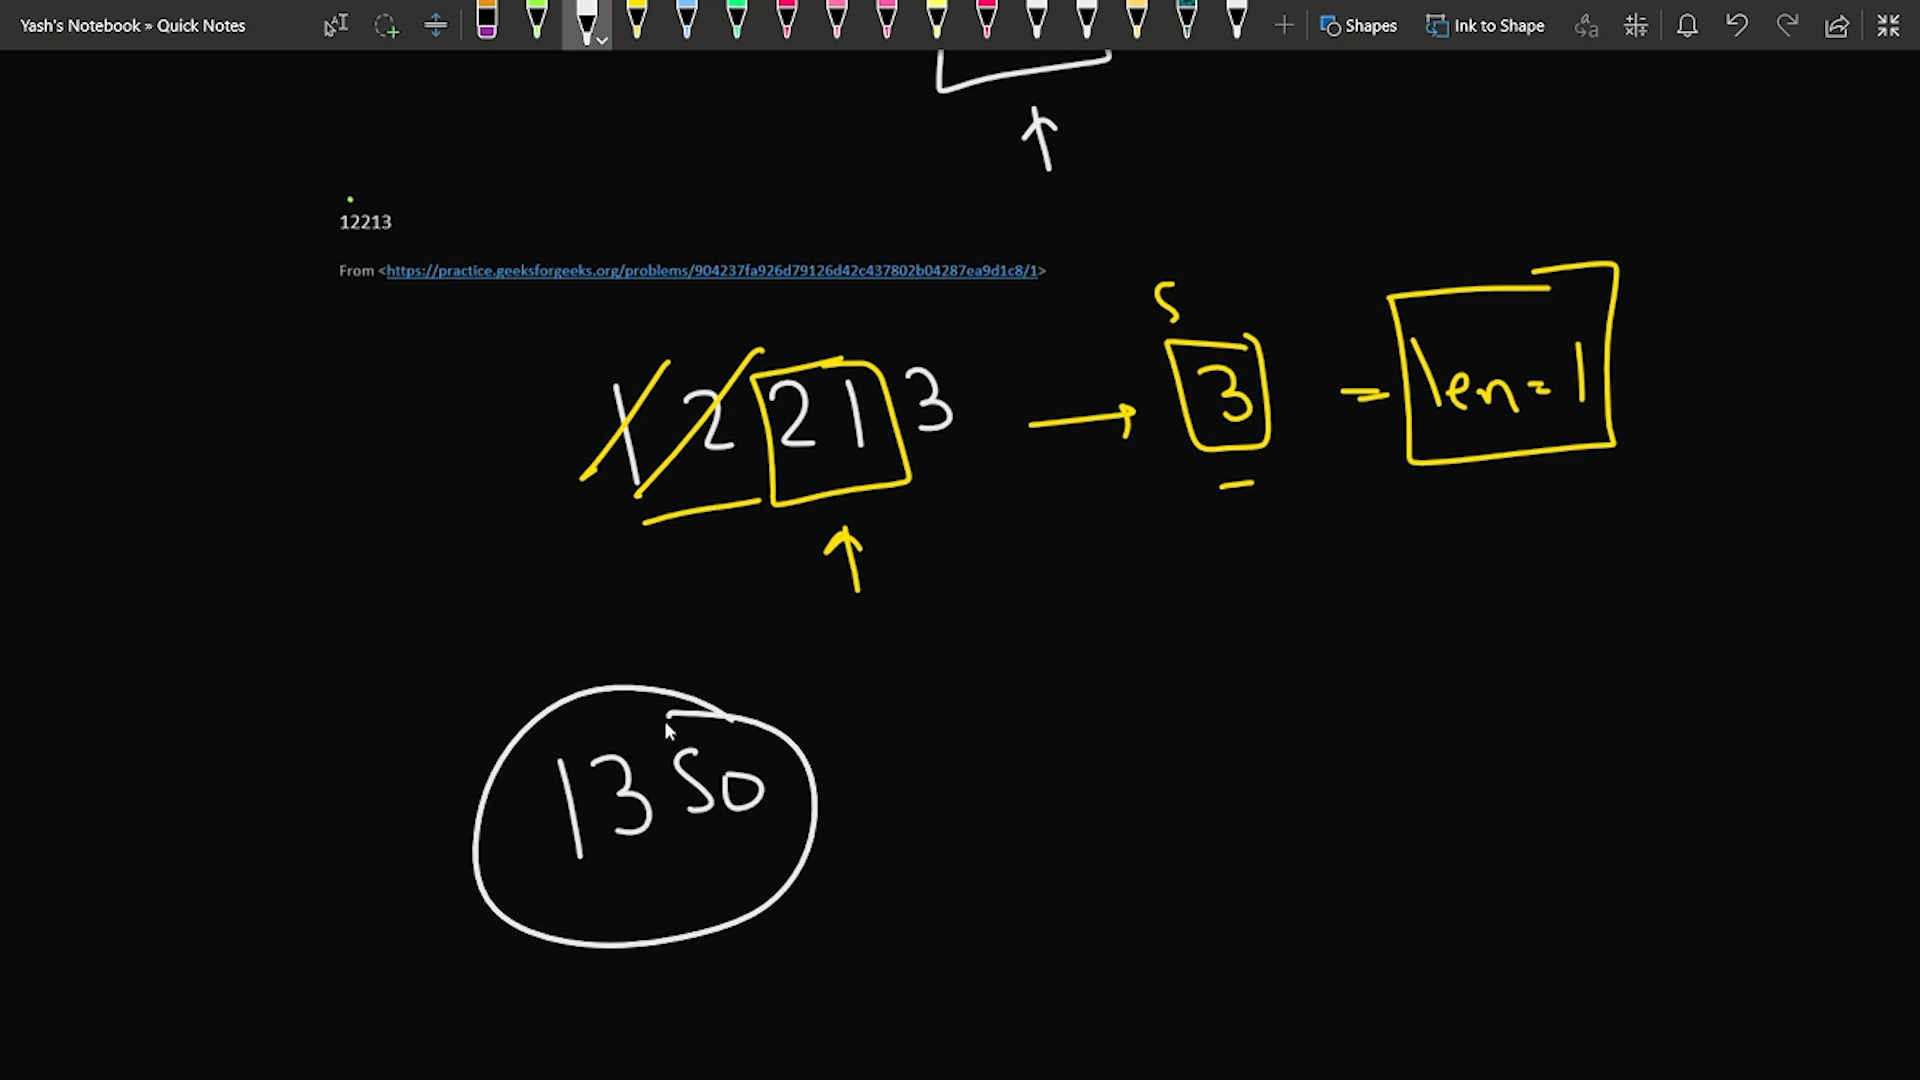 Yash's Notebook » Quick Notes
Shapes
Ink to Shape
12213
From <https://practice.geeksforgeeks.org/problems/904237fa926d79126d42c437802b04287ea9d1c8/1>
S
12213 → 3 = len=1
1350